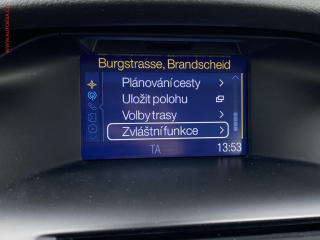 Burgstrasse, Brandscheid
Plánování cesty
Uložit polohu
Volby trasy
Zvláštní funkce
TA 13:53